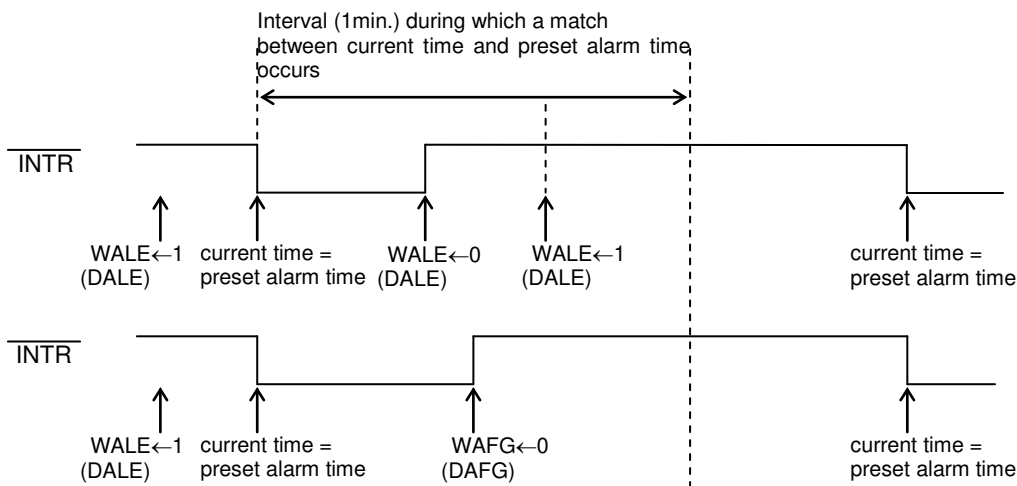 Interval (1min.) during which a match
between current time and preset alarm time
occurs
INTR
WALE←1
(DALE)
current time =
preset alarm time
WALE←0
(DALE)
WALE←1
(DALE)
current time =
preset alarm time
INTR
WALE←1
(DALE)
current time =
preset alarm time
WAFG←0
(DAFG)
current time =
preset alarm time